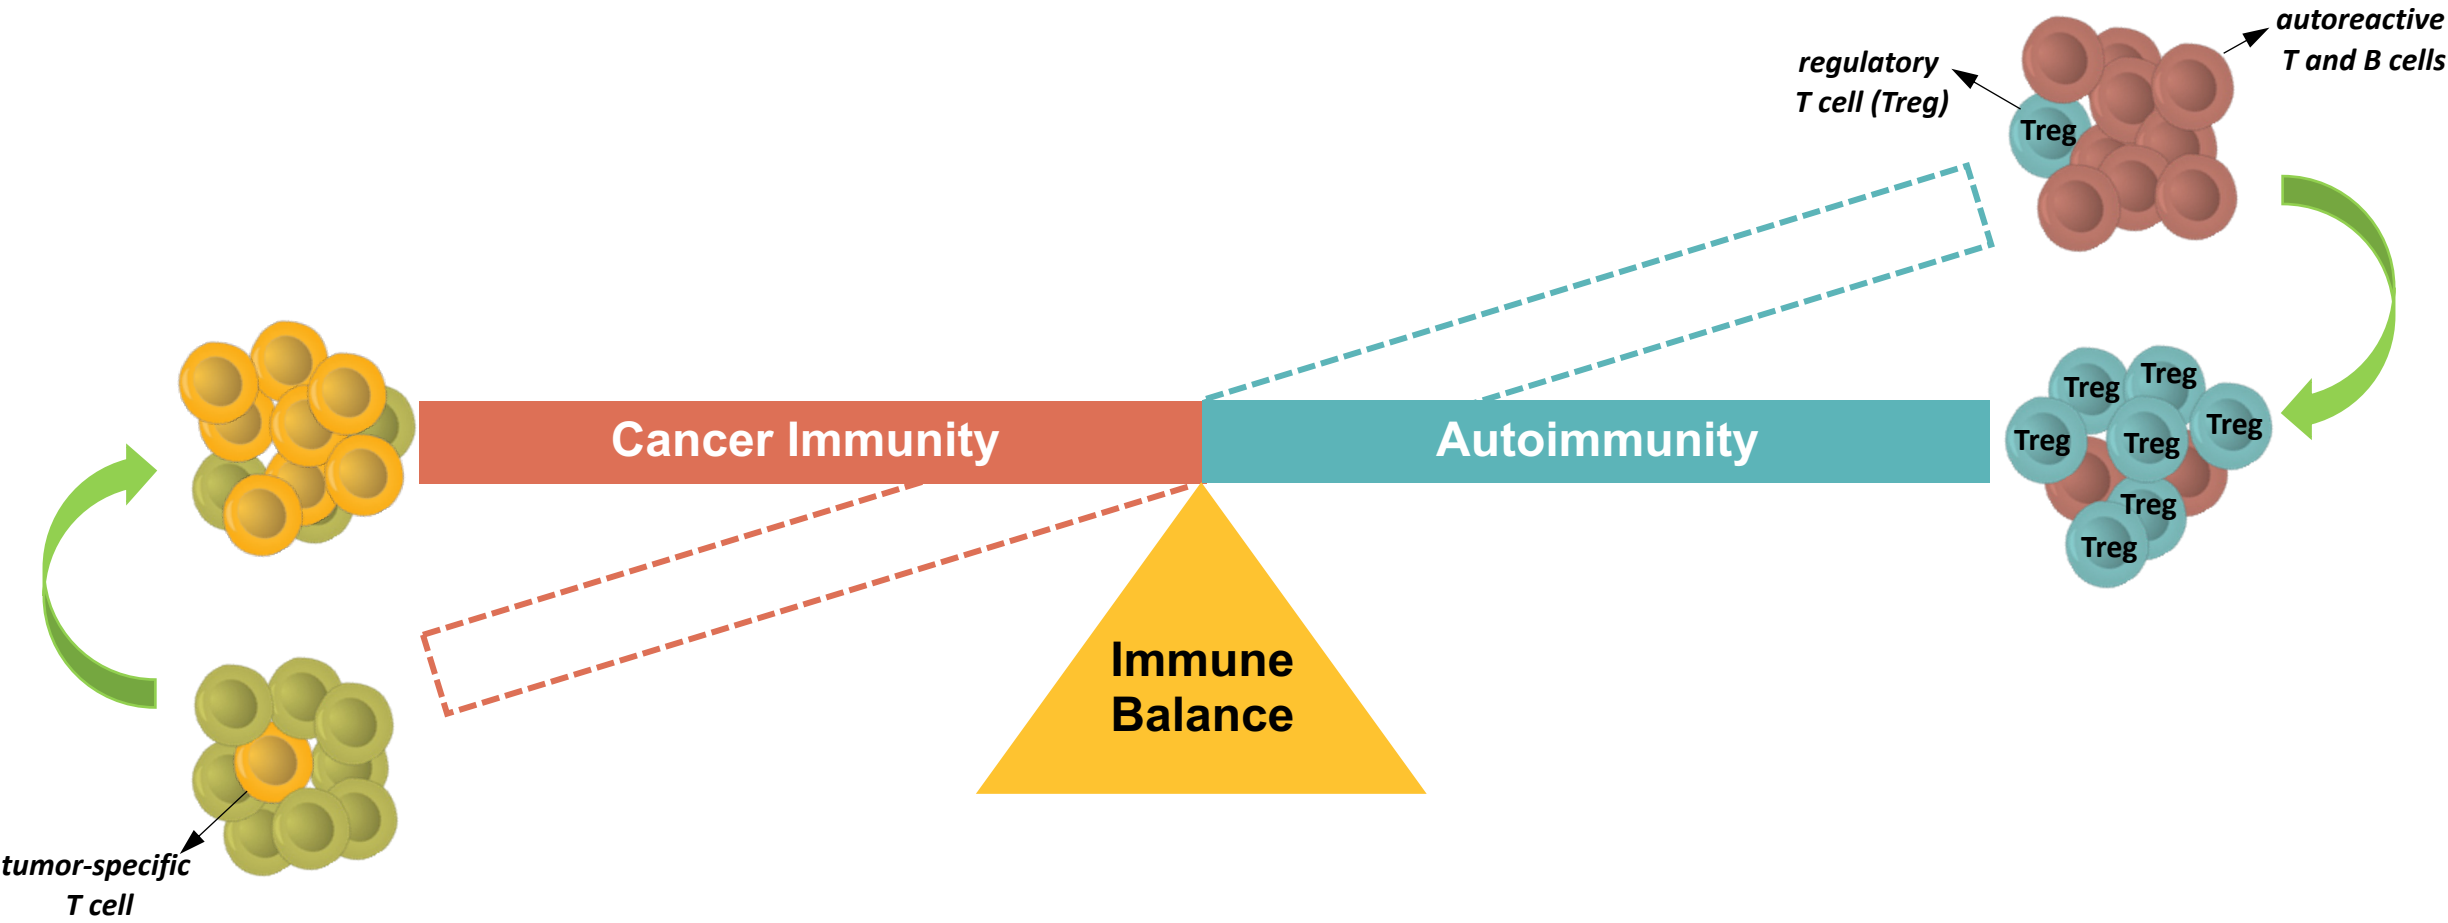 autoreactive
T and B cells
regulatory
T cell (Treg)
Treg
Treg
Treg
Treg
Treg
Treg
Treg
Treg
Cancer Immunity
Autoimmunity
Immune
Balance
tumor-specific
T cell